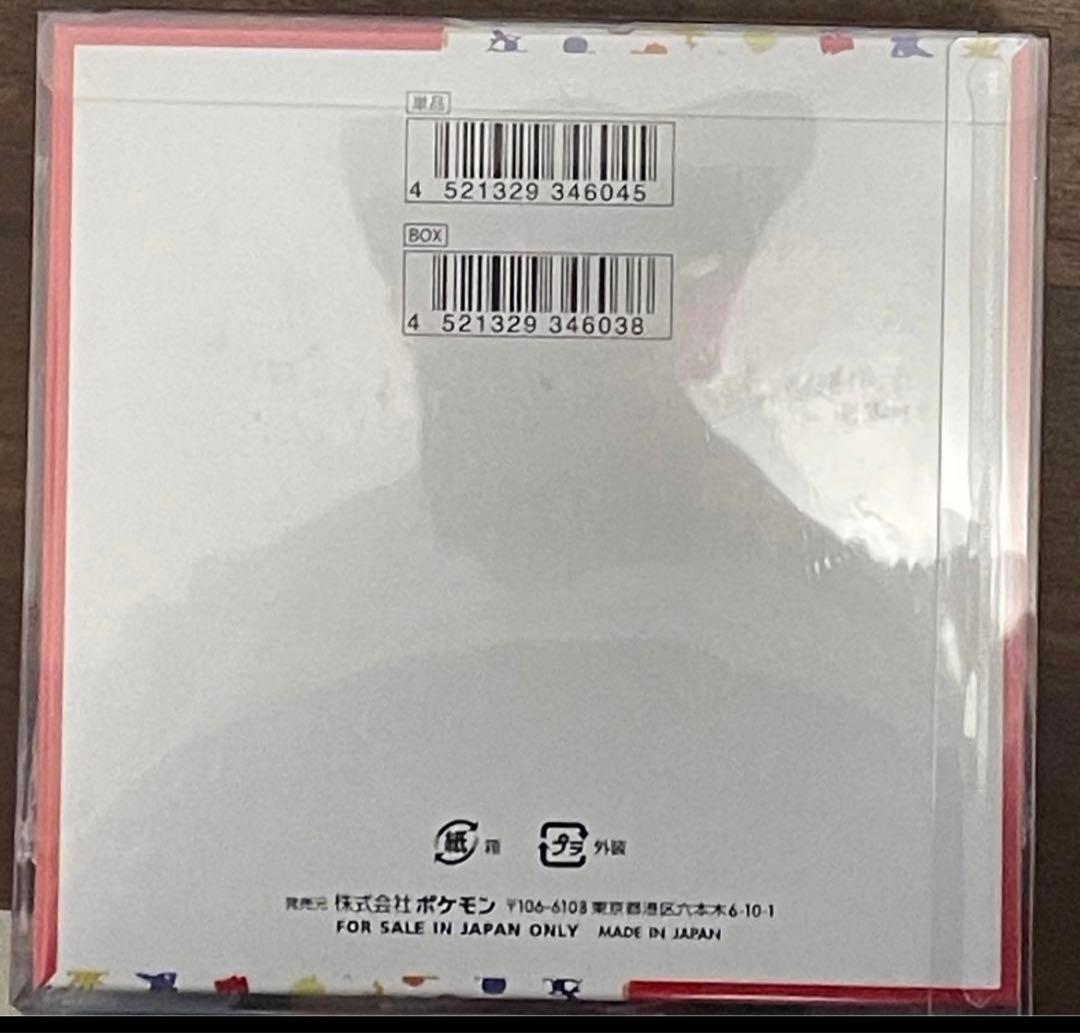 単品
4 521329 346045
BOX
4 521329 346038
紙 箱 プラ 外装
発売元 株式会社ポケモン 〒106-6108 東京都港区六本木6-10-1
FOR SALE IN JAPAN ONLY MADE IN JAPAN